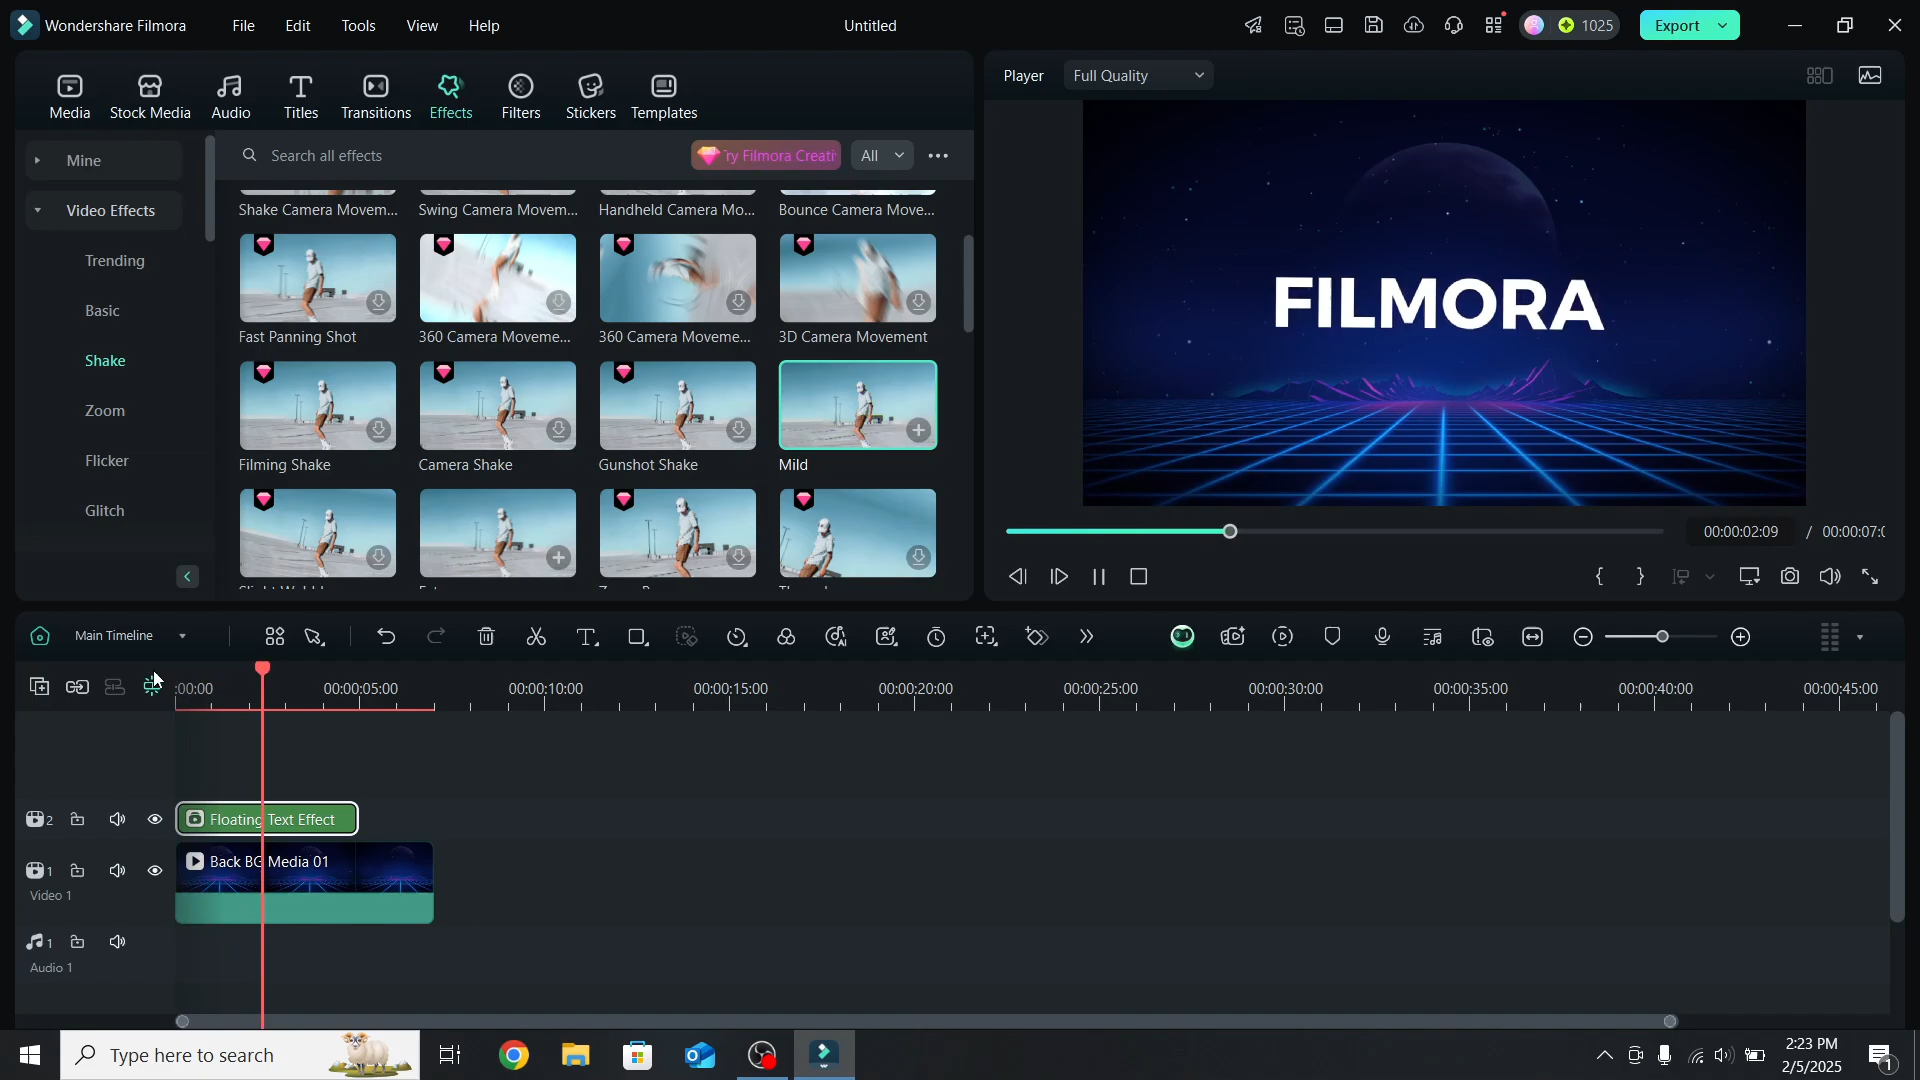 Wondershare Filmora
File
Edit
Tools
View
Help
Untitled
1025
Export
Media
Stock Media
Audio
Titles
Transitions
Effects
Filters
Stickers
Templates
Player
Full Quality
Mine
Search all effects
ry Filmora Creati
All
Video Effects
Shake Camera Movem...
Swing Camera Movem...
Handheld Camera Mo...
Bounce Camera Move...
Trending
Basic
Shake
Zoom
Flicker
Glitch
Fast Panning Shot
360 Camera Moveme...
360 Camera Moveme...
3D Camera Movement
Filming Shake
Camera Shake
Gunshot Shake
Mild
FILMORA
00:00:02:09 / 00:00:07:0
Main Timeline
:00:00
00:00:05:00
00:00:10:00
00:00:15:00
00:00:20:00
00:00:25:00
00:00:30:00
00:00:35:00
00:00:40:00
00:00:45:00
2
Floating Text Effect
1
Back BG Media 01
Video 1
1
Audio 1
Type here to search
2:23 PM
2/5/2025
1